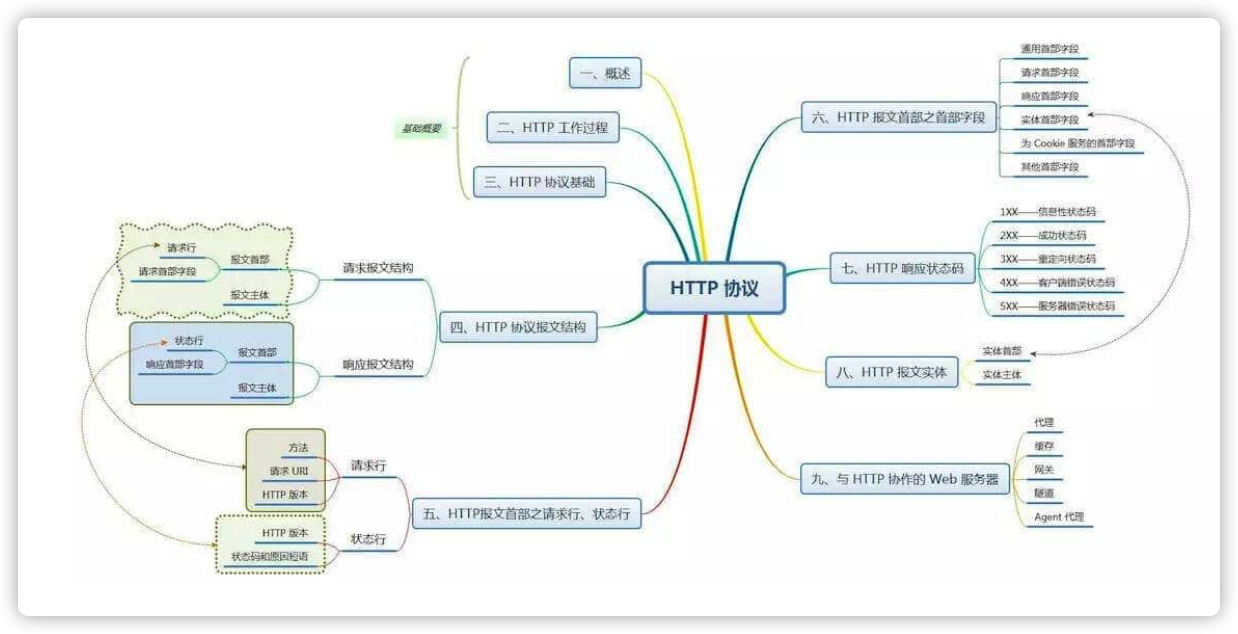 HTTP 协议
基础概要
一、概述
二、HTTP 工作过程
三、HTTP 协议基础
四、HTTP 协议报文结构
请求报文结构
报文首部
请求行
请求首部字段
报文主体
响应报文结构
报文首部
状态行
响应首部字段
报文主体
五、HTTP报文首部之请求行、状态行
请求行
方法
请求 URI
HTTP 版本
状态行
HTTP 版本
状态码和原因短语
六、HTTP 报文首部之首部字段
通用首部字段
请求首部字段
响应首部字段
实体首部字段
为 Cookie 服务的首部字段
其他首部字段
七、HTTP 响应状态码
1XX——信息性状态码
2XX——成功状态码
3XX——重定向状态码
4XX——客户端错误状态码
5XX——服务器错误状态码
八、HTTP 报文实体
实体首部
实体主体
九、与 HTTP 协作的 Web 服务器
代理
缓存
网关
隧道
Agent 代理